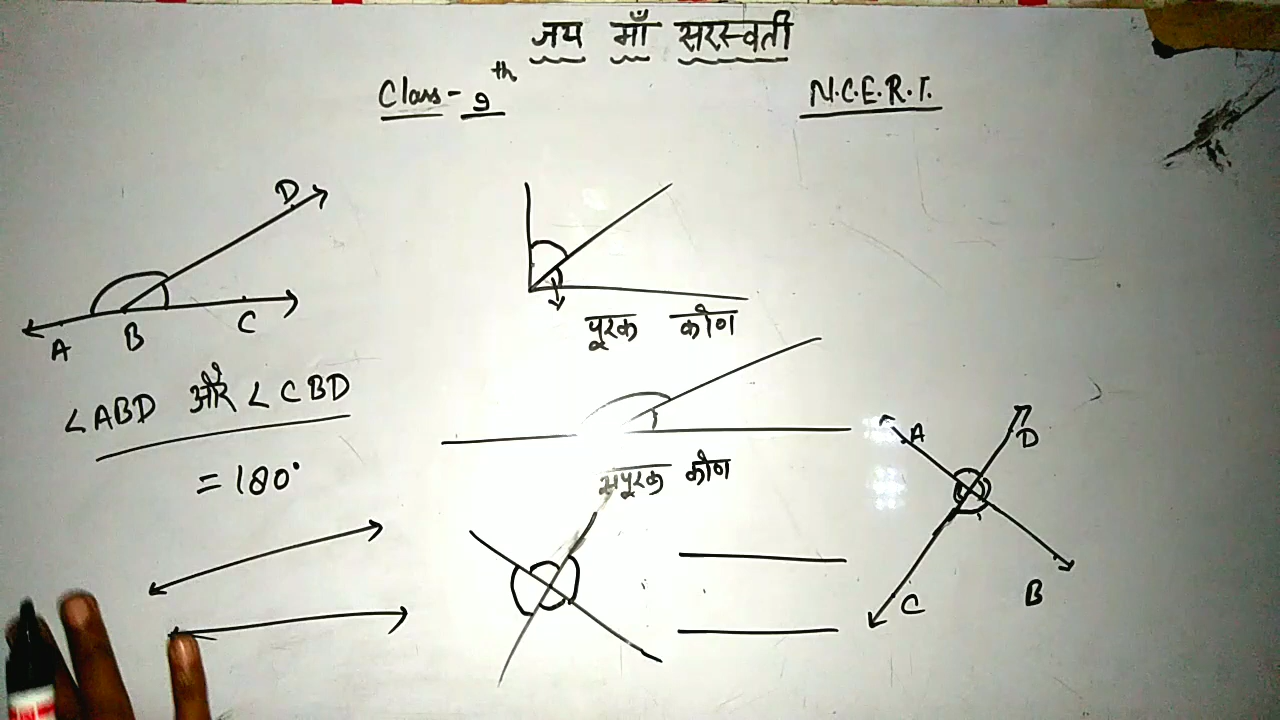 जय माँ सरस्वती
Class- 9th
N.C.E.R.T.
D
A B C
∠ABD और ∠CBD
= 180°
पूरक कोण
संपूरक कोण
A D
C B